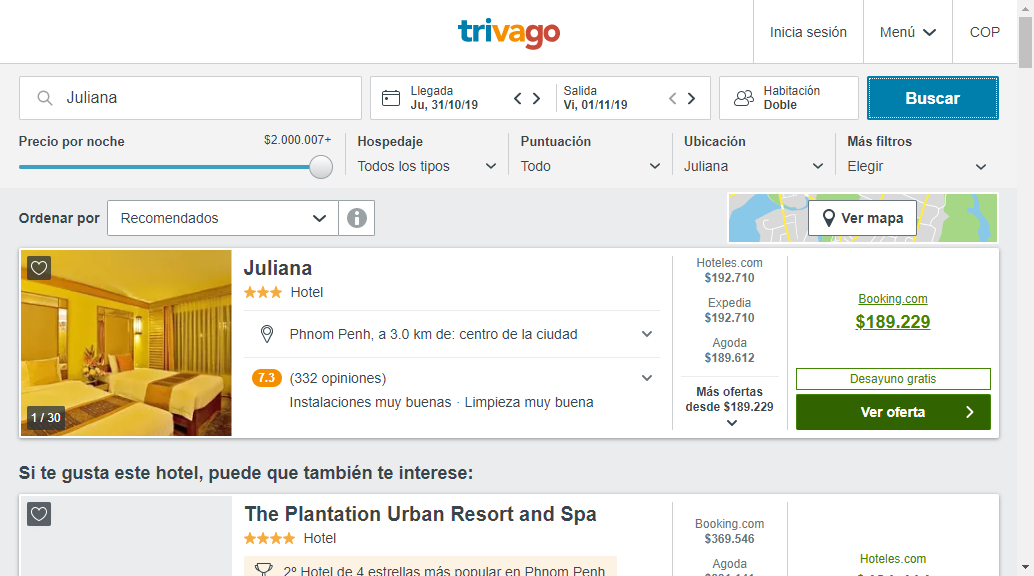 trivago
Inicia sesión
Menú
COP
Juliana
Llegada
Ju, 31/10/19
Salida
Vi, 01/11/19
Habitación
Doble
Buscar
Precio por noche
$2.000.007+
Hospedaje
Todos los tipos
Puntuación
Todo
Ubicación
Juliana
Más filtros
Elegir
Ordenar por
Recomendados
Ver mapa
Juliana
Hotel
Phnom Penh, a 3.0 km de: centro de la ciudad
7.3 (332 opiniones)
Instalaciones muy buenas · Limpieza muy buena
1 / 30
Hoteles.com
$192.710
Expedia
$192.710
Agoda
$189.612
Más ofertas
desde $189.229
Booking.com
$189.229
Desayuno gratis
Ver oferta
Si te gusta este hotel, puede que también te interese:
The Plantation Urban Resort and Spa
Hotel
2º Hotel de 4 estrellas más popular en Phnom Penh
Booking.com
$369.546
Agoda
Hoteles.com